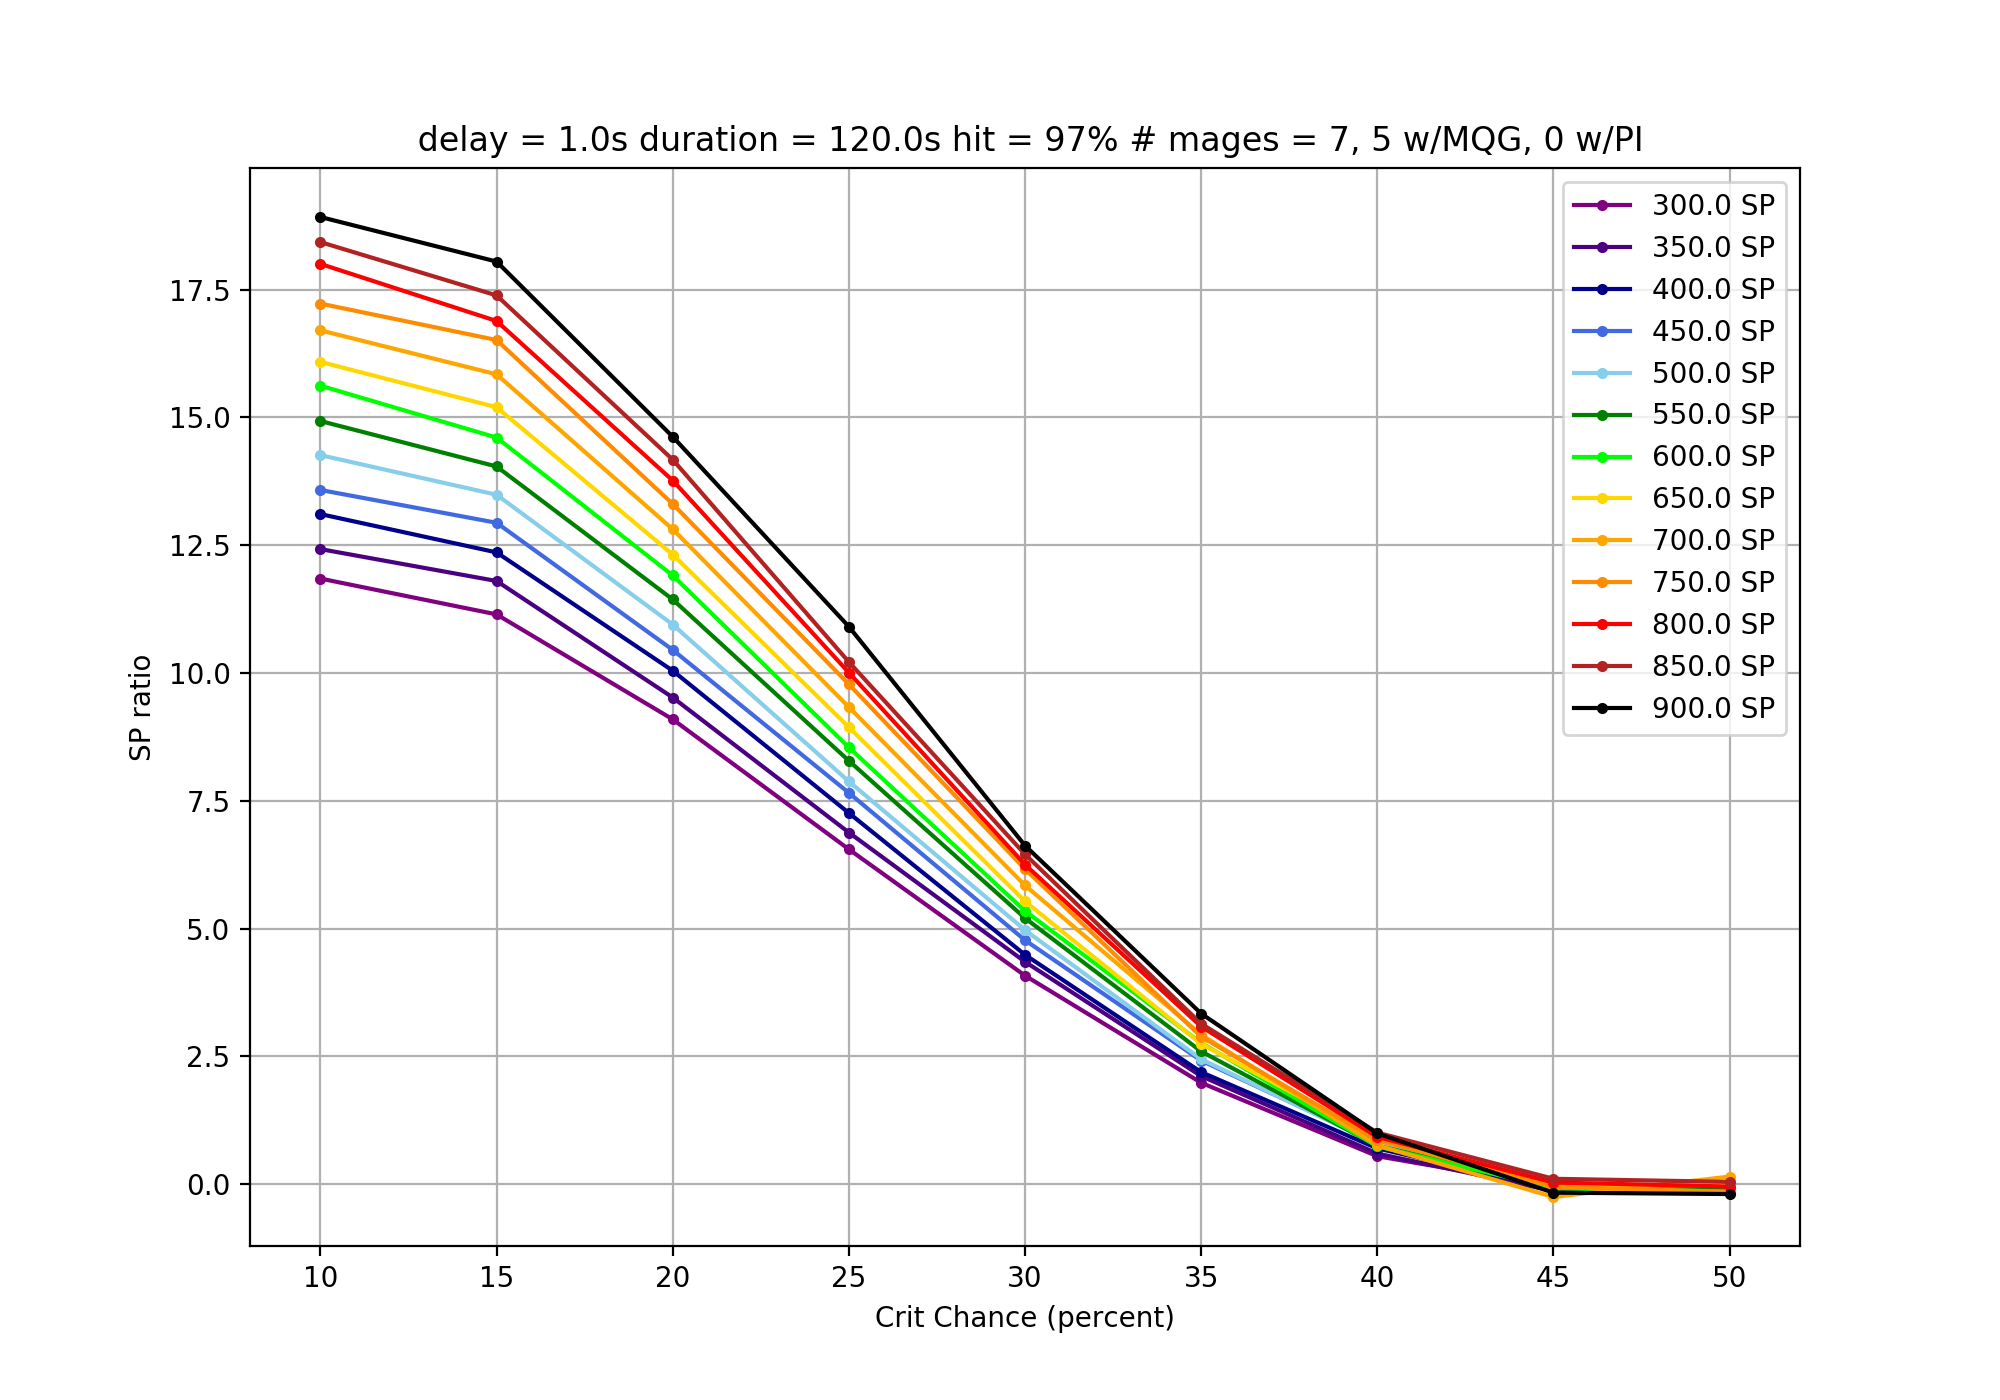 delay = 1.0s duration = 120.0s hit = 97% # mages = 7, 5 w/MQG, 0 w/PI
300.0 SP
350.0 SP
400.0 SP
450.0 SP
500.0 SP
550.0 SP
600.0 SP
650.0 SP
700.0 SP
750.0 SP
800.0 SP
850.0 SP
900.0 SP
SP ratio
17.5
15.0
12.5
10.0
7.5
5.0
2.5
0.0
10 15 20 25 30 35 40 45 50
Crit Chance (percent)